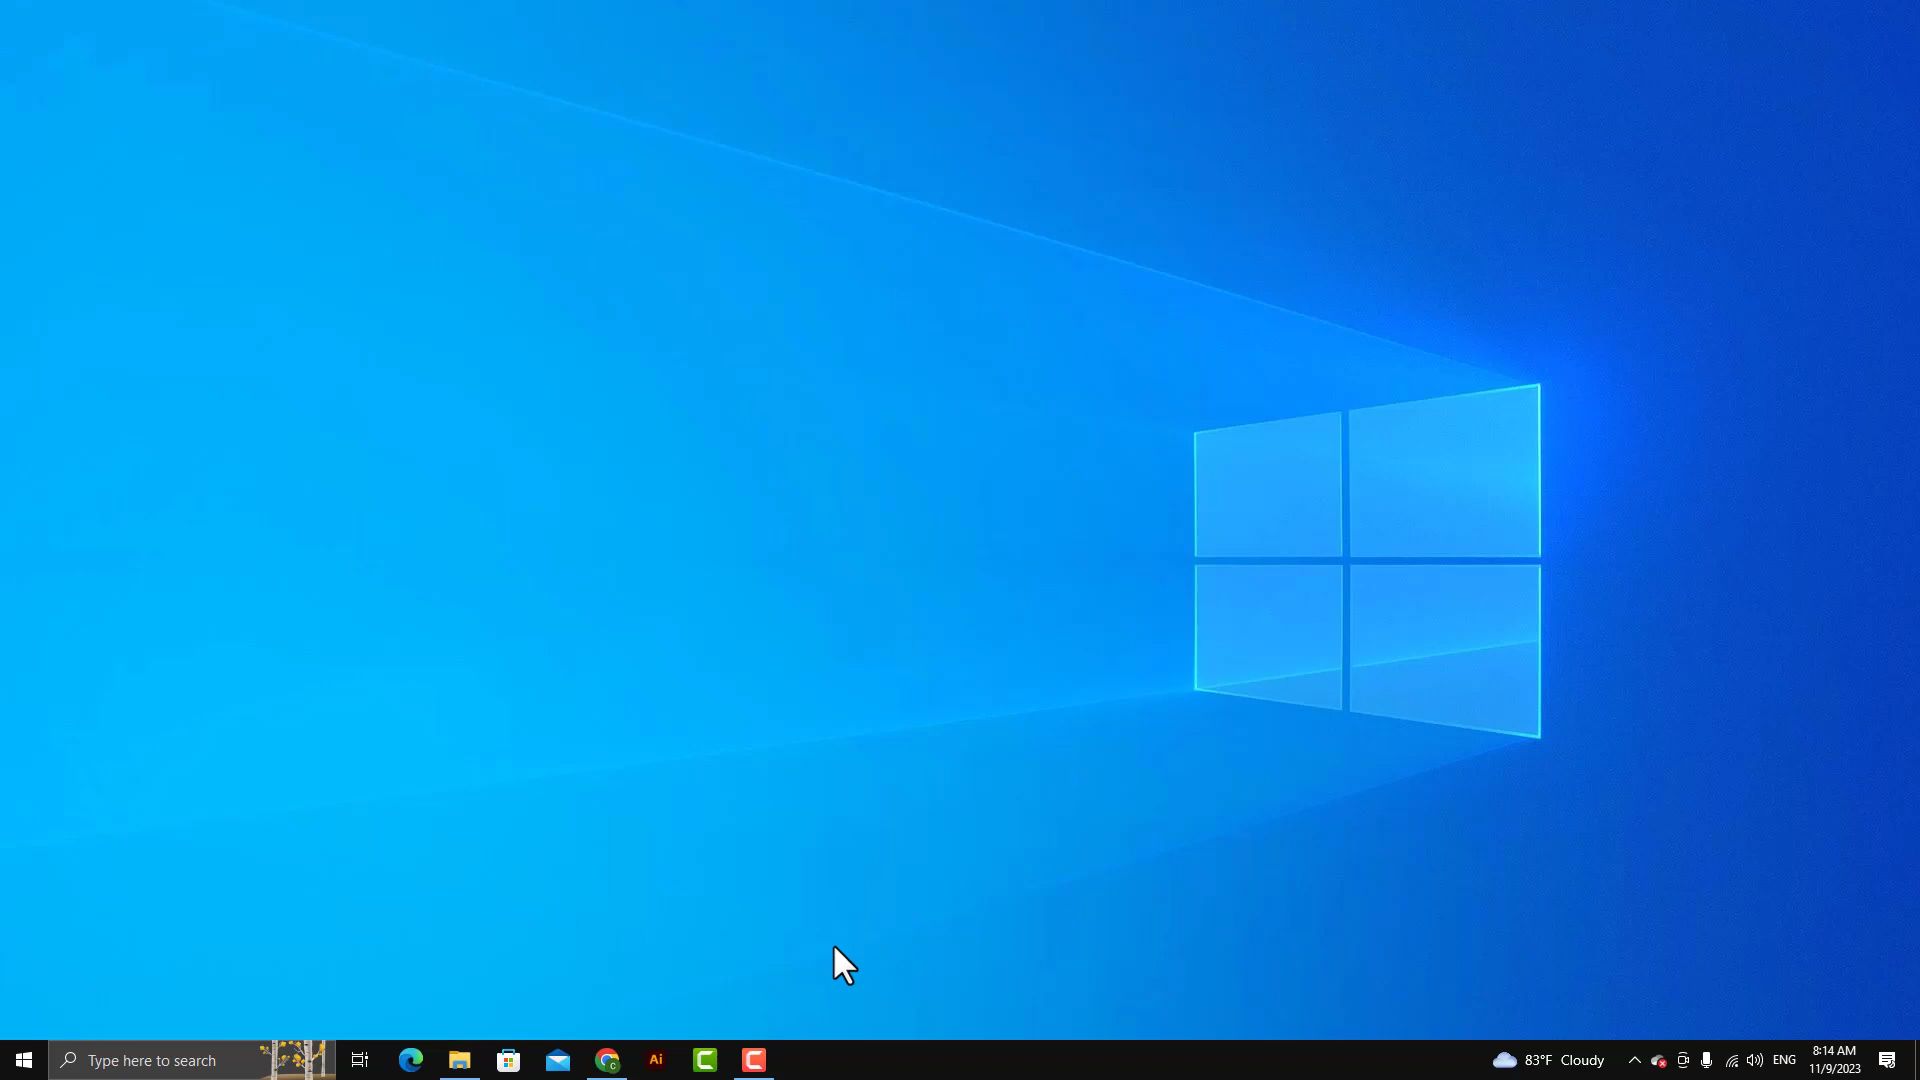 Type here to search
Ai
83°F Cloudy
ENG
8:14 AM
11/9/2023